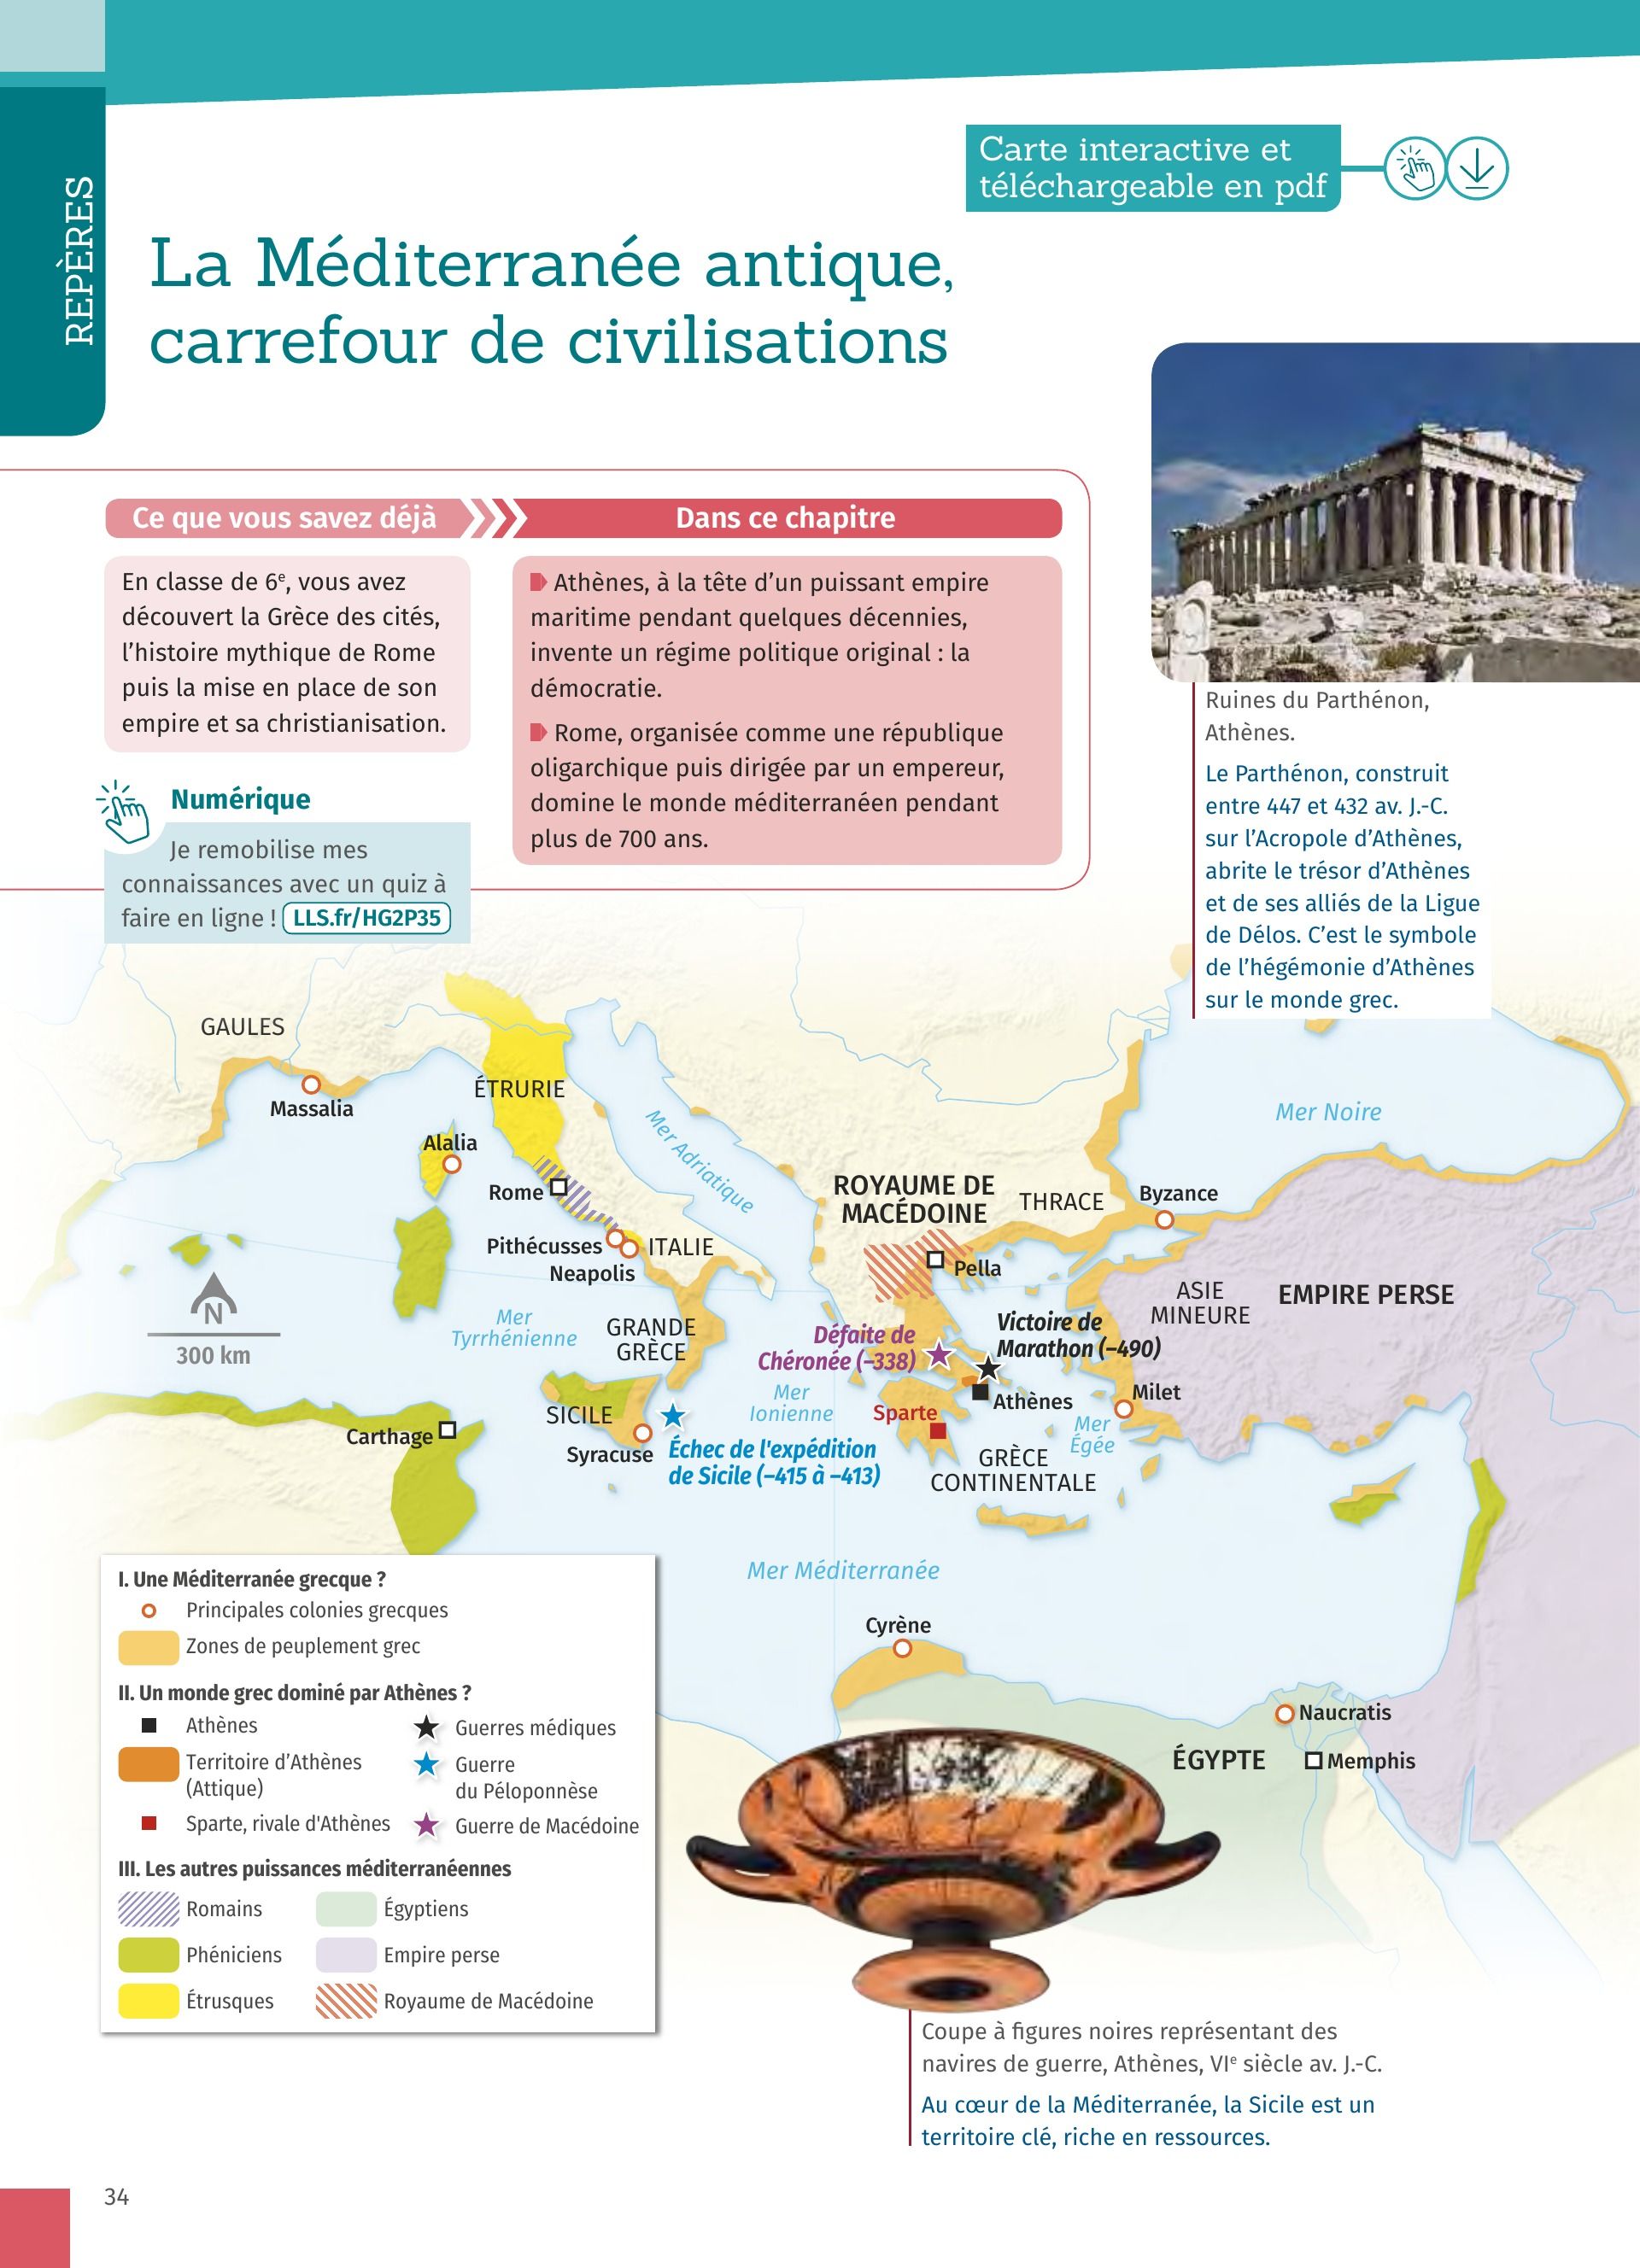 REPÈRES
Carte interactive et
téléchargeable en pdf
La Méditerranée antique,
carrefour de civilisations
Ce que vous savez déjà
En classe de 6e, vous avez
découvert la Grèce des cités,
l'histoire mythique de Rome
puis la mise en place de son
empire et sa christianisation.
Dans ce chapitre
Athènes, à la tête d'un puissant empire
maritime pendant quelques décennies,
invente un régime politique original : la
démocratie.
Rome, organisée comme une république
oligarchique puis dirigée par un empereur,
domine le monde méditerranéen pendant
plus de 700 ans.
Numérique
Je remobilise mes
connaissances avec un quiz à
faire en ligne ! LLS.fr/HG2P35
Ruines du Parthénon,
Athènes.
Le Parthénon, construit
entre 447 et 432 av. J.-C.
sur l'Acropole d'Athènes,
abrite le trésor d'Athènes
et de ses alliés de la Ligue
de Délos. C'est le symbole
de l'hégémonie d'Athènes
sur le monde grec.
GAULES
Massalia
ÉTRURIE
Alalia
Rome
Pithécusses
Neapolis
ITALIE
Mer Adriatique
Mer Noire
ROYAUME DE
MACÉDOINE
THRACE
Byzance
Pella
ASIE
MINEURE
EMPIRE PERSE
N
300 km
Mer
Tyrrhénienne
GRANDE
GRÈCE
Défaite de
Chéronée (–338)
Victoire de
Marathon (–490)
Mer
Ionienne
Athènes
Milet
Sparte
Mer
Égée
SICILE
Syracuse
Carthage
Échec de l'expédition
de Sicile (–415 à –413)
GRÈCE
CONTINENTALE
Mer Méditerranée
Cyrène
Naucratis
ÉGYPTE
Memphis
I. Une Méditerranée grecque ?
Principales colonies grecques
Zones de peuplement grec
II. Un monde grec dominé par Athènes ?
Athènes
Territoire d'Athènes
(Attique)
Sparte, rivale d'Athènes
Guerres médiques
Guerre
du Péloponnèse
Guerre de Macédoine
III. Les autres puissances méditerranéennes
Romains
Phéniciens
Étrusques
Égyptiens
Empire perse
Royaume de Macédoine
Coupe à figures noires représentant des
navires de guerre, Athènes, VIe siècle av. J.-C.
Au cœur de la Méditerranée, la Sicile est un
territoire clé, riche en ressources.
34